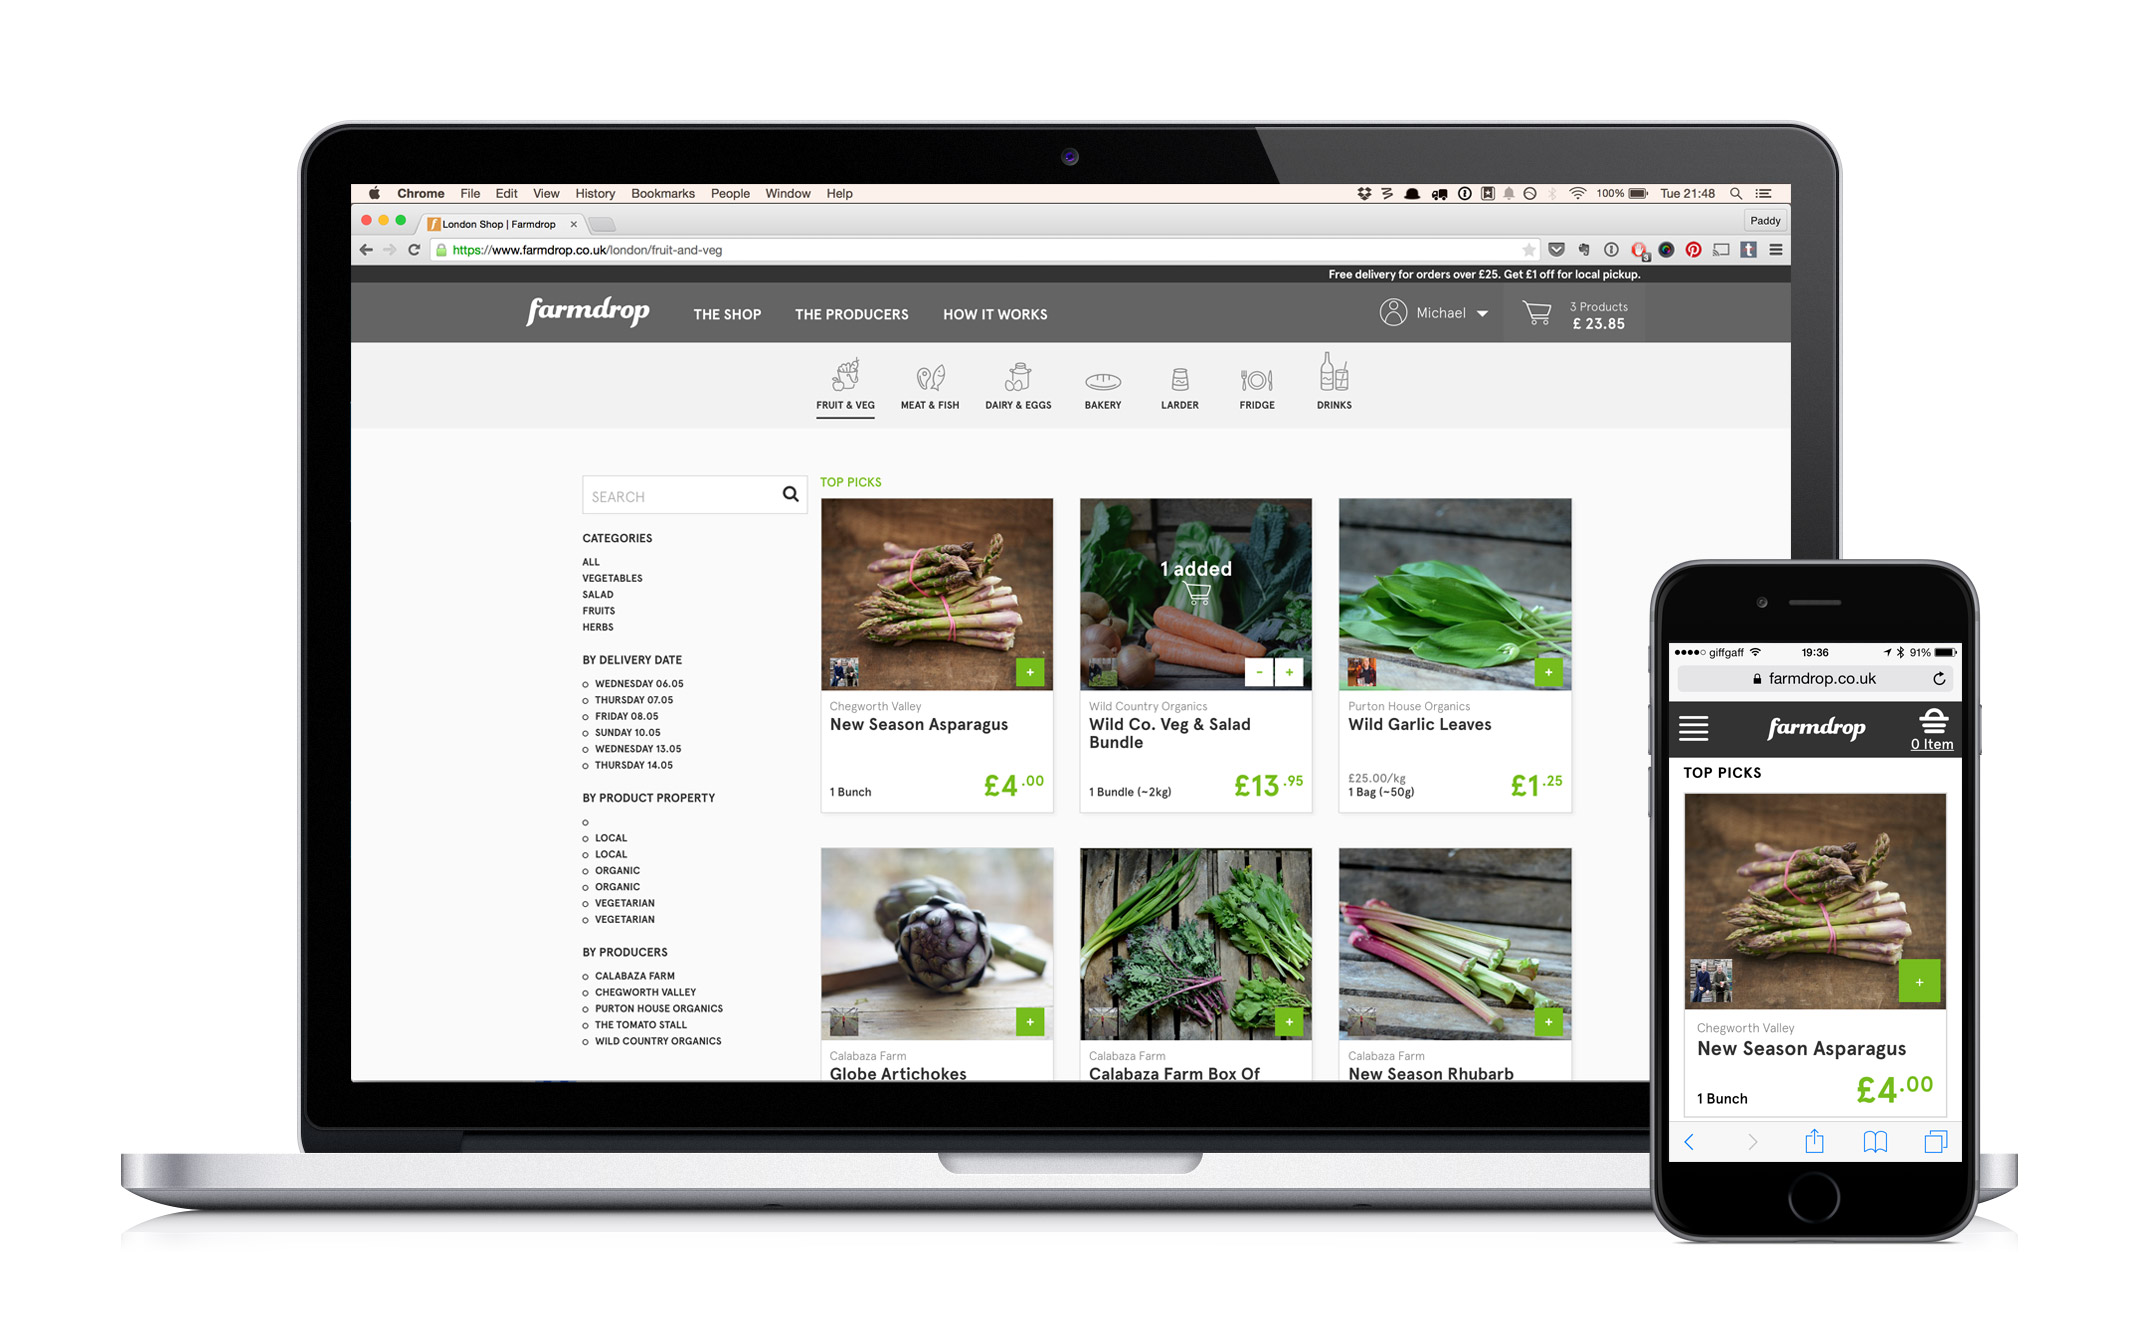 Chrome File Edit View History Bookmarks People Window Help 100% Tue 21:48
London Shop | Farmdrop Paddy
https://www.farmdrop.co.uk/london/fruit-and-veg
Free delivery for orders over £25. Get £1 off for local pickup.
farmdrop THE SHOP THE PRODUCERS HOW IT WORKS Michael 3 Products
£ 23.85
FRUIT & VEG MEAT & FISH DAIRY & EGGS BAKERY LARDER FRIDGE DRINKS
SEARCH
CATEGORIES
ALL
VEGETABLES
SALAD
FRUITS
HERBS
BY DELIVERY DATE
WEDNESDAY 06.05
THURSDAY 07.05
FRIDAY 08.05
SUNDAY 10.05
WEDNESDAY 13.05
THURSDAY 14.05
BY PRODUCT PROPERTY
LOCAL
LOCAL
ORGANIC
ORGANIC
VEGETARIAN
VEGETARIAN
BY PRODUCERS
CALABAZA FARM
CHEGWORTH VALLEY
PURTON HOUSE ORGANICS
THE TOMATO STALL
WILD COUNTRY ORGANICS
TOP PICKS
+
Chegworth Valley
New Season Asparagus
1 Bunch £4.00
1 added
- +
Wild Country Organics
Wild Co. Veg & Salad
Bundle
1 Bundle (~2kg) £13.95
+
Purton House Organics
Wild Garlic Leaves
£25.00/kg
1 Bag (~50g) £1.25
+
Calabaza Farm
Globe Artichokes
+
Calabaza Farm
Calabaza Farm Box Of
+
Calabaza Farm
New Season Rhubarb
giffgaff 19:36 91%
farmdrop.co.uk
farmdrop
0 Item
TOP PICKS
+
Chegworth Valley
New Season Asparagus
1 Bunch £4.00